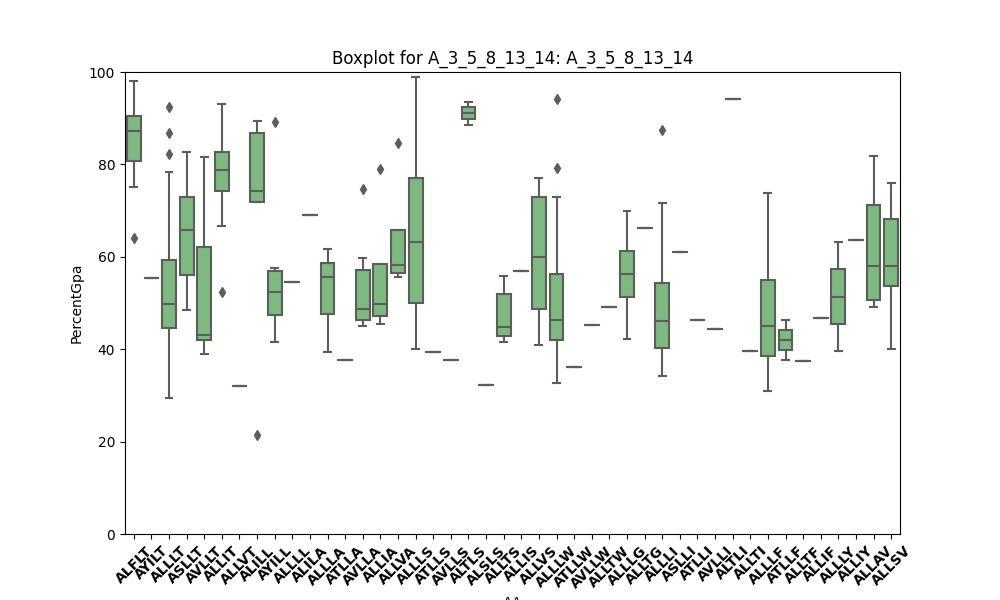 Boxplot for A_3_5_8_13_14: A_3_5_8_13_14
PercentGpa
100
80
60
40
20
0
ALFLT
AYILT
ALLLT
ASLLT
AVLLT
ALLIT
ALLVT
ALILL
AYILL
ALLLL
ALILA
ALLLA
ATLLA
AVLLA
ALLIA
ALLVA
ALLLS
ATLLS
AVLLS
ALTLS
ALSLS
ALLTS
ALLIS
ALLVS
ALLLW
ATLLW
AVLLW
ALLTW
ALLLG
ALLTG
ALLLI
ASLLI
ATLLI
AVLLI
ALTLI
ALLTI
ALLLF
ATLLF
ALLTF
ALLIF
ALLLY
ALLIY
ALLAV
ALLSV